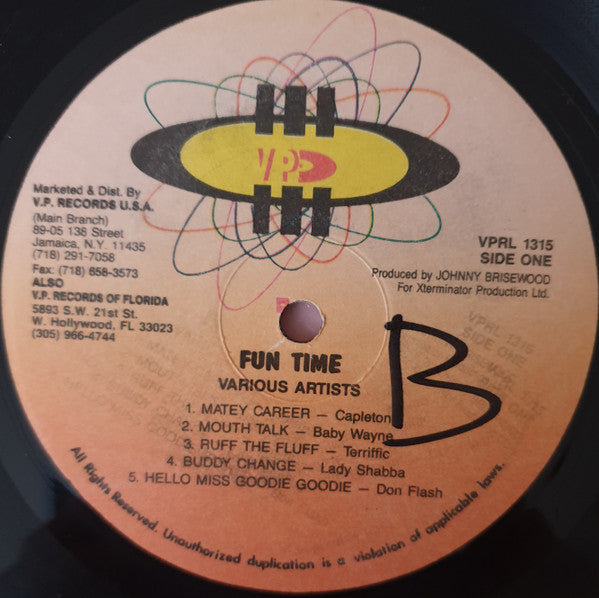 VP
Marketed & Dist. By
V.P. RECORDS U.S.A.
(Main Branch)
89-05 138 Street
Jamaica, N.Y. 11435
(718) 291-7058
Fax: (718) 658-3573
ALSO
V.P. RECORDS OF FLORIDA
5893 S.W. 21st St.
W. Hollywood, FL 33023
(305) 966-4744
VPRL 1315
SIDE ONE
Produced by JOHNNY BRISEWOOD
For Xterminator Production Ltd.
B
FUN TIME
VARIOUS ARTISTS
1. MATEY CAREER – Capleton
2. MOUTH TALK – Baby Wayne
3. RUFF THE FLUFF – Terriffic
4. BUDDY CHANGE – Lady Shabba
5. HELLO MISS GOODIE GOODIE – Don Flash
All Rights Reserved. Unauthorized duplication is a violation of applicable laws.